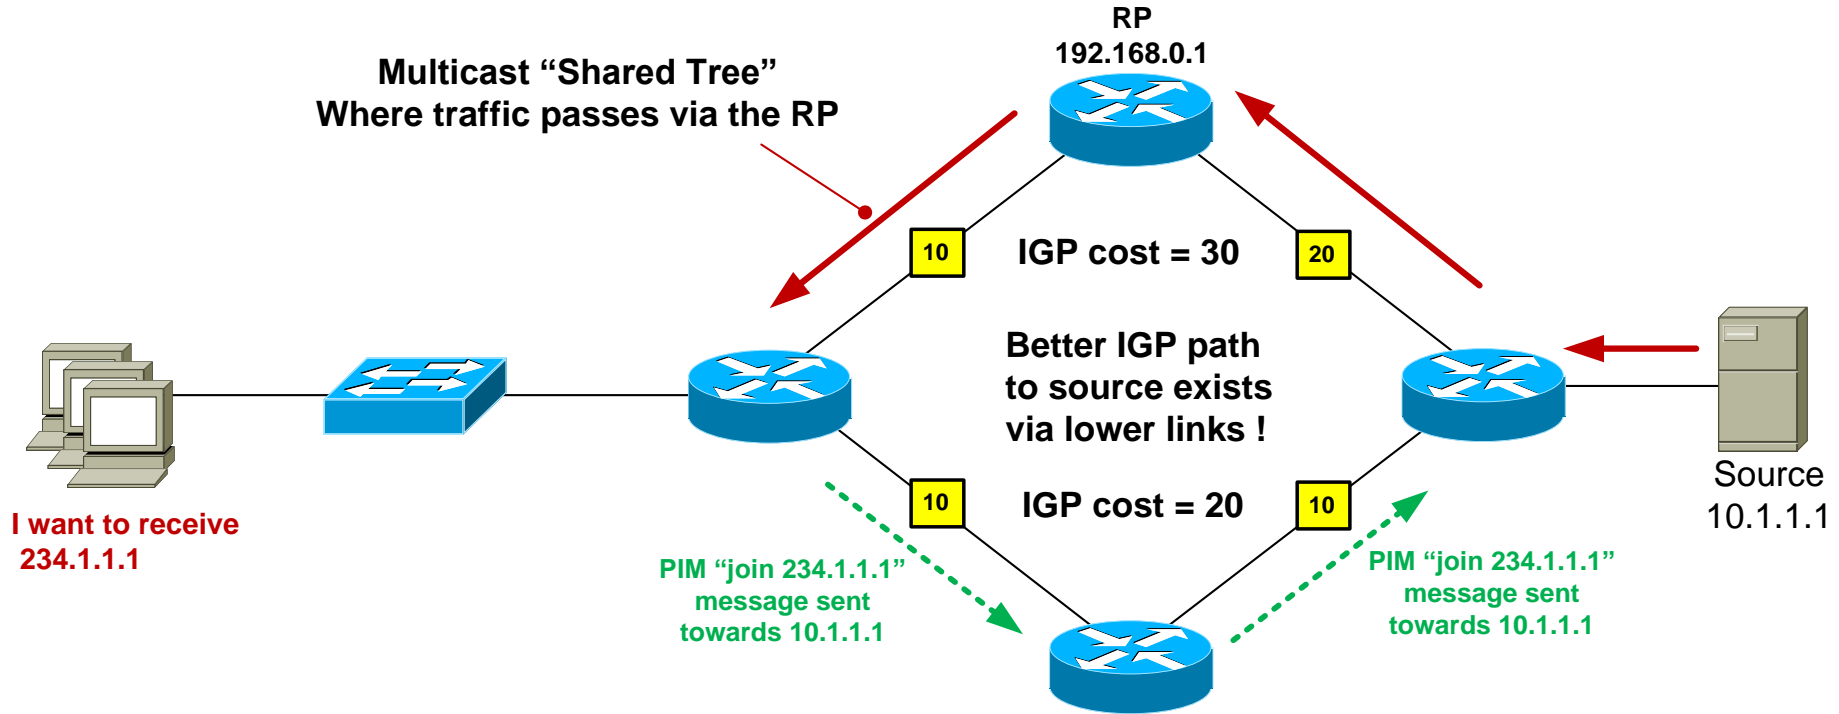 RP
192.168.0.1
Multicast “Shared Tree”
Where traffic passes via the RP
10
IGP cost = 30
20
Better IGP path
to source exists
via lower links !
Source
10.1.1.1
10
IGP cost = 20
10
I want to receive
234.1.1.1
PIM “join 234.1.1.1”
message sent
towards 10.1.1.1
PIM “join 234.1.1.1”
message sent
towards 10.1.1.1